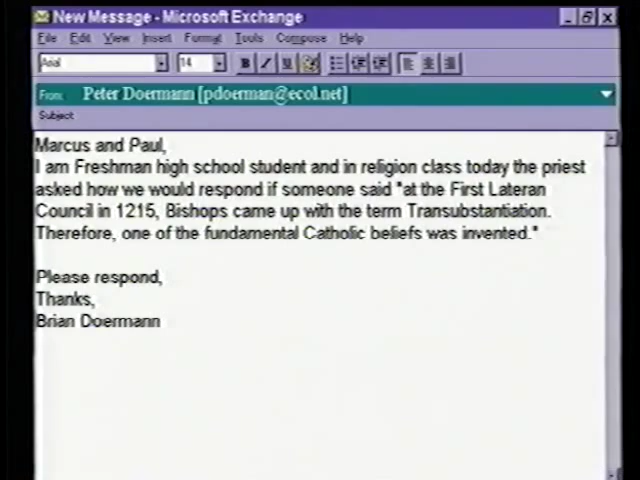 New Message - Microsoft Exchange
File Edit View Insert Format Tools Compose Help
Arial 14 B I U
From: Peter Doermann [pdoerman@ecol.net]
Subject
Marcus and Paul,
I am Freshman high school student and in religion class today the priest
asked how we would respond if someone said "at the First Lateran
Council in 1215, Bishops came up with the term Transubstantiation.
Therefore, one of the fundamental Catholic beliefs was invented."
Please respond,
Thanks,
Brian Doermann